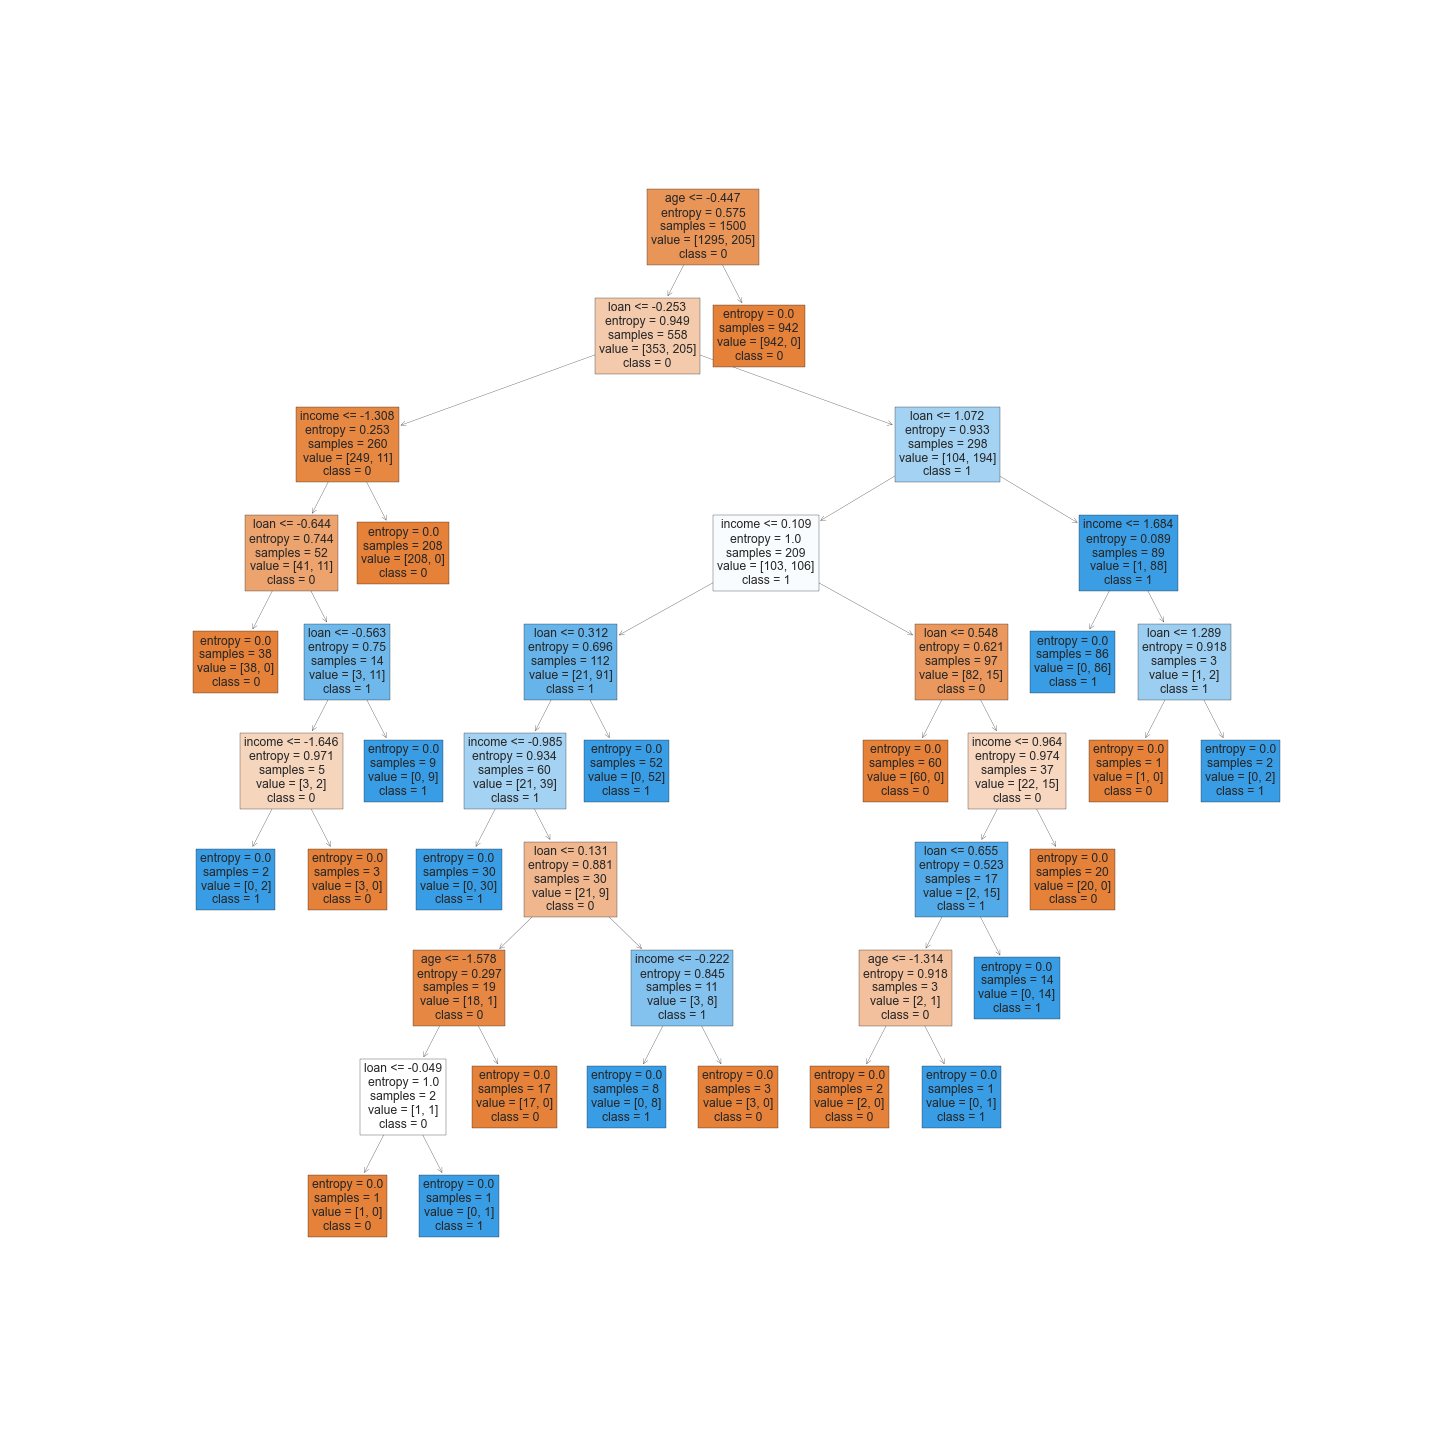 age <= -0.447
entropy = 0.575
samples = 1500
value = [1295, 205]
class = 0
loan <= -0.253
entropy = 0.949
samples = 558
value = [353, 205]
class = 0
entropy = 0.0
samples = 942
value = [942, 0]
class = 0
income <= -1.308
entropy = 0.253
samples = 260
value = [249, 11]
class = 0
loan <= 1.072
entropy = 0.933
samples = 298
value = [104, 194]
class = 1
loan <= -0.644
entropy = 0.744
samples = 52
value = [41, 11]
class = 0
entropy = 0.0
samples = 208
value = [208, 0]
class = 0
income <= 0.109
entropy = 1.0
samples = 209
value = [103, 106]
class = 1
income <= 1.684
entropy = 0.089
samples = 89
value = [1, 88]
class = 1
entropy = 0.0
samples = 38
value = [38, 0]
class = 0
loan <= -0.563
entropy = 0.75
samples = 14
value = [3, 11]
class = 1
loan <= 0.312
entropy = 0.696
samples = 112
value = [21, 91]
class = 1
loan <= 0.548
entropy = 0.621
samples = 97
value = [82, 15]
class = 0
entropy = 0.0
samples = 86
value = [0, 86]
class = 1
loan <= 1.289
entropy = 0.918
samples = 3
value = [1, 2]
class = 1
income <= -1.646
entropy = 0.971
samples = 5
value = [3, 2]
class = 0
entropy = 0.0
samples = 9
value = [0, 9]
class = 1
income <= -0.985
entropy = 0.934
samples = 60
value = [21, 39]
class = 1
entropy = 0.0
samples = 52
value = [0, 52]
class = 1
entropy = 0.0
samples = 60
value = [60, 0]
class = 0
income <= 0.964
entropy = 0.974
samples = 37
value = [22, 15]
class = 0
entropy = 0.0
samples = 1
value = [1, 0]
class = 0
entropy = 0.0
samples = 2
value = [0, 2]
class = 1
entropy = 0.0
samples = 2
value = [0, 2]
class = 1
entropy = 0.0
samples = 3
value = [3, 0]
class = 0
entropy = 0.0
samples = 30
value = [0, 30]
class = 1
loan <= 0.131
entropy = 0.881
samples = 30
value = [21, 9]
class = 0
loan <= 0.655
entropy = 0.523
samples = 17
value = [2, 15]
class = 1
entropy = 0.0
samples = 20
value = [20, 0]
class = 0
age <= -1.578
entropy = 0.297
samples = 19
value = [18, 1]
class = 0
income <= -0.222
entropy = 0.845
samples = 11
value = [3, 8]
class = 1
age <= -1.314
entropy = 0.918
samples = 3
value = [2, 1]
class = 0
entropy = 0.0
samples = 14
value = [0, 14]
class = 1
loan <= -0.049
entropy = 1.0
samples = 2
value = [1, 1]
class = 0
entropy = 0.0
samples = 17
value = [17, 0]
class = 0
entropy = 0.0
samples = 8
value = [0, 8]
class = 1
entropy = 0.0
samples = 3
value = [3, 0]
class = 0
entropy = 0.0
samples = 2
value = [2, 0]
class = 0
entropy = 0.0
samples = 1
value = [0, 1]
class = 1
entropy = 0.0
samples = 1
value = [1, 0]
class = 0
entropy = 0.0
samples = 1
value = [0, 1]
class = 1